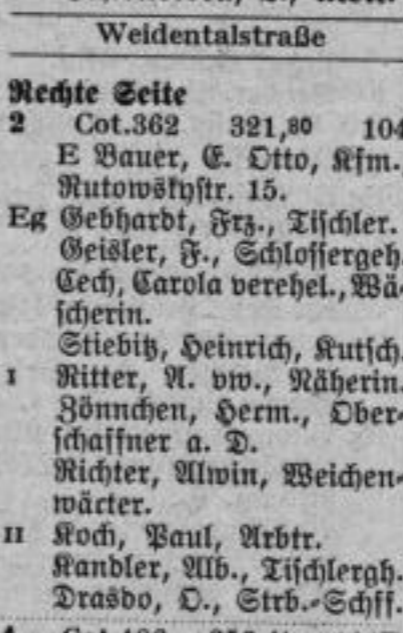 Weidentalstraße
Rechte Seite
2 Cot.362 321,80 104
E Bauer, E. Otto, Kfm.
Rutowskystr. 15.
Eg Gebhardt, Frz., Tischler.
Geisler, F., Schlossergeh.
Cech, Carola verehel., Wä-
scherin.
Stiebitz, Heinrich, Kutsch.
I Ritter, A. vw., Näherin.
Zönnchen, Herm., Ober-
schaffner a. D.
Richter, Alwin, Weichen-
wärter.
II Koch, Paul, Arbtr.
Kandler, Alb., Tischlergh.
Drasdo, O., Strb.-Schff.